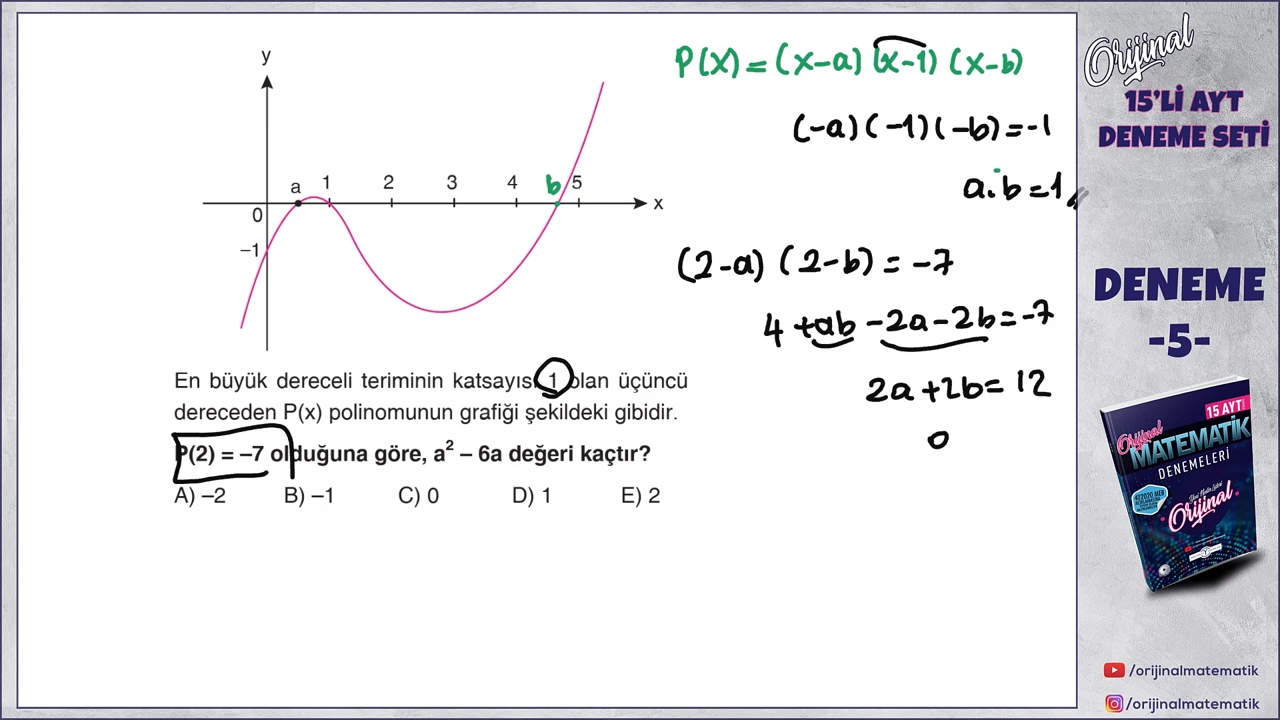 y
a 1 2 3 4 b 5
0
x
−1
En büyük dereceli teriminin katsayısı 1 olan üçüncü
dereceden P(x) polinomunun grafiği şekildeki gibidir.
P(2) = –7 olduğuna göre, a² – 6a değeri kaçtır?
A) –2 B) –1 C) 0 D) 1 E) 2
P(x) = (x-a) (x-1) (x-b)
(-a)(-1)(-b) = -1
a.b = 1
(2-a) (2-b) = -7
4 + ab - 2a - 2b = -7
2a + 2b = 12
Orijinal
15'Lİ AYT
DENEME SETİ
DENEME
-5-
15 AYT
Orijinal
MATEMATİK
DENEMELERİ
Orijinal
/orijinalmatematik
/orijinalmatematik